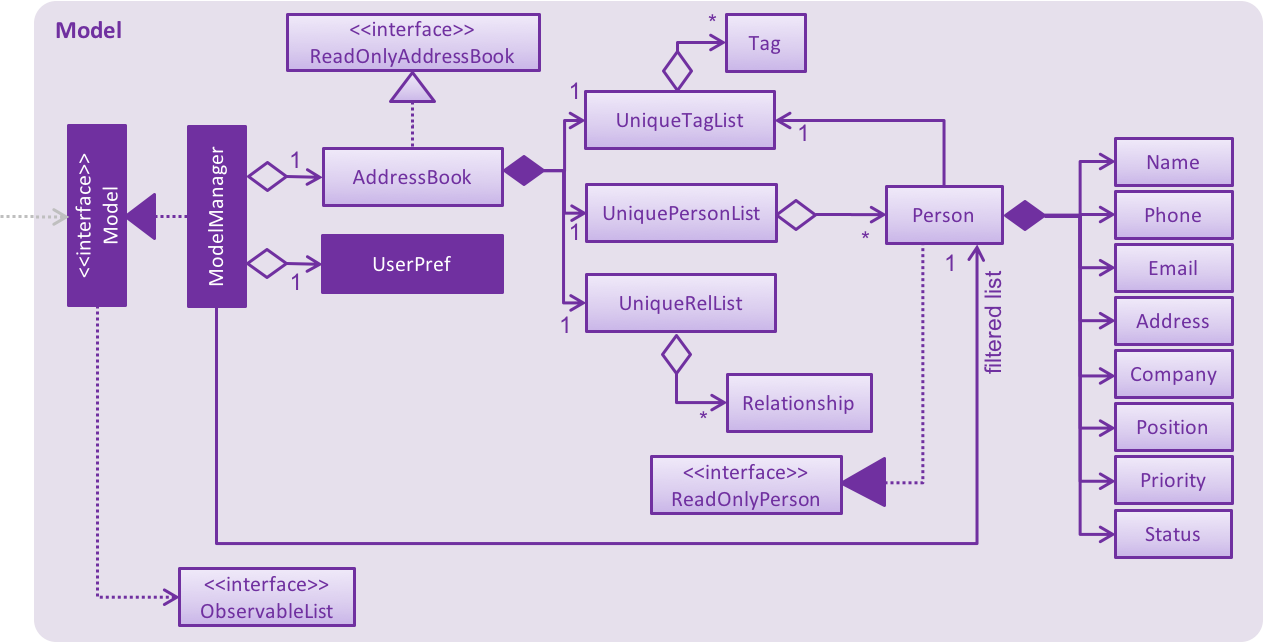 Model
<<interface>>
ReadOnlyAddressBook
*
Tag
1
UniqueTagList
1
<<interface>>
Model
ModelManager
1
AddressBook
Name
UniquePersonList
1
*
Person
Phone
1
UserPref
1
filtered list
Email
UniqueRelList
1
Address
Company
*
Relationship
Position
<<interface>>
ReadOnlyPerson
Priority
Status
<<interface>>
ObservableList